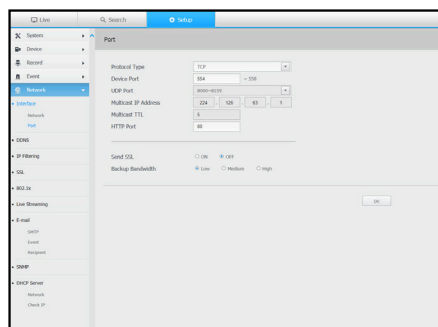 Live
Search
Setup
System
Device
Record
Event
Network
Interface
Network
Port
DDNS
IP Filtering
SSL
802.1x
Live Streaming
E-mail
SMTP
Event
Recipient
SNMP
DHCP Server
Network
Check IP
Port
Protocol Type TCP
Device Port 554 ~ 558
UDP Port 8000~8159
Multicast IP Address 224 . 126 . 63 . 1
Multicast TTL 5
HTTP Port 80
Send SSL ON OFF
Backup Bandwidth Low Medium High
OK